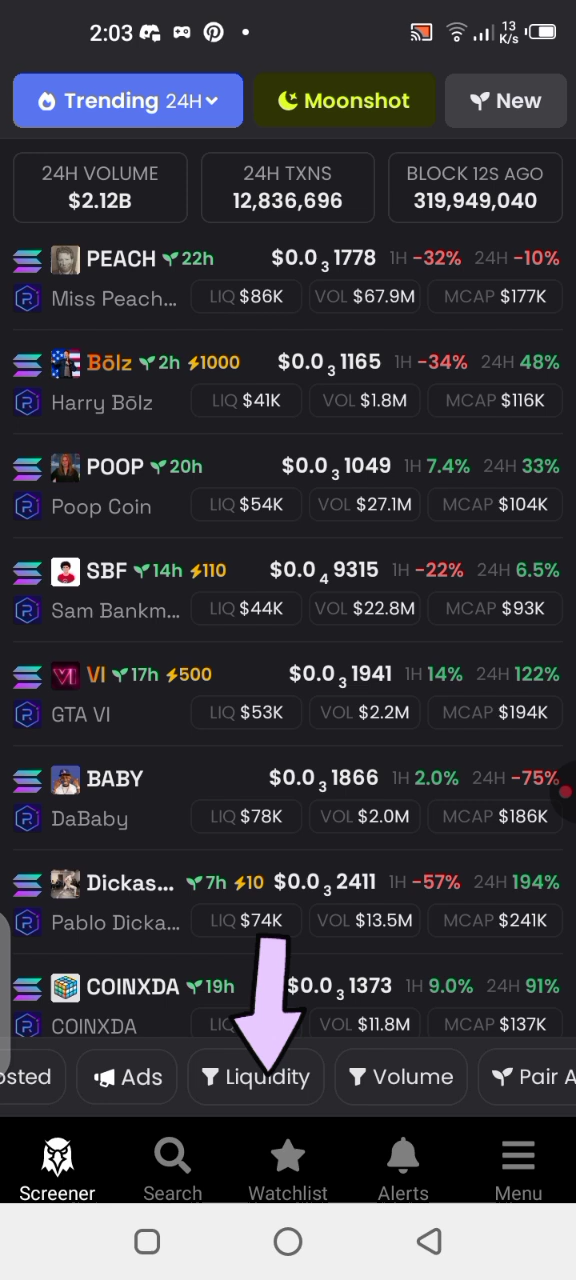 2:03 13 K/s
Trending 24H Moonshot New
24H VOLUME 24H TXNS BLOCK 12S AGO
$2.12B 12,836,696 319,949,040
PEACH 22h $0.0 3 1778 1H -32% 24H -10%
Miss Peach... LIQ $86K VOL $67.9M MCAP $177K
Bōlz 2h 1000 $0.0 3 1165 1H -34% 24H 48%
Harry Bōlz LIQ $41K VOL $1.8M MCAP $116K
POOP 20h $0.0 3 1049 1H 7.4% 24H 33%
Poop Coin LIQ $54K VOL $27.1M MCAP $104K
SBF 14h 110 $0.0 4 9315 1H -22% 24H 6.5%
Sam Bankm... LIQ $44K VOL $22.8M MCAP $93K
VI 17h 500 $0.0 3 1941 1H 14% 24H 122%
GTA VI LIQ $53K VOL $2.2M MCAP $194K
BABY $0.0 3 1866 1H 2.0% 24H -75%
DaBaby LIQ $78K VOL $2.0M MCAP $186K
Dickas... 7h 10 $0.0 3 2411 1H -57% 24H 194%
Pablo Dicka... LIQ $74K VOL $13.5M MCAP $241K
COINXDA 19h $0.0 3 1373 1H 9.0% 24H 91%
COINXDA VOL $11.8M MCAP $137K
osted Ads Liquidity Volume Pair A
Screener Search Watchlist Alerts Menu